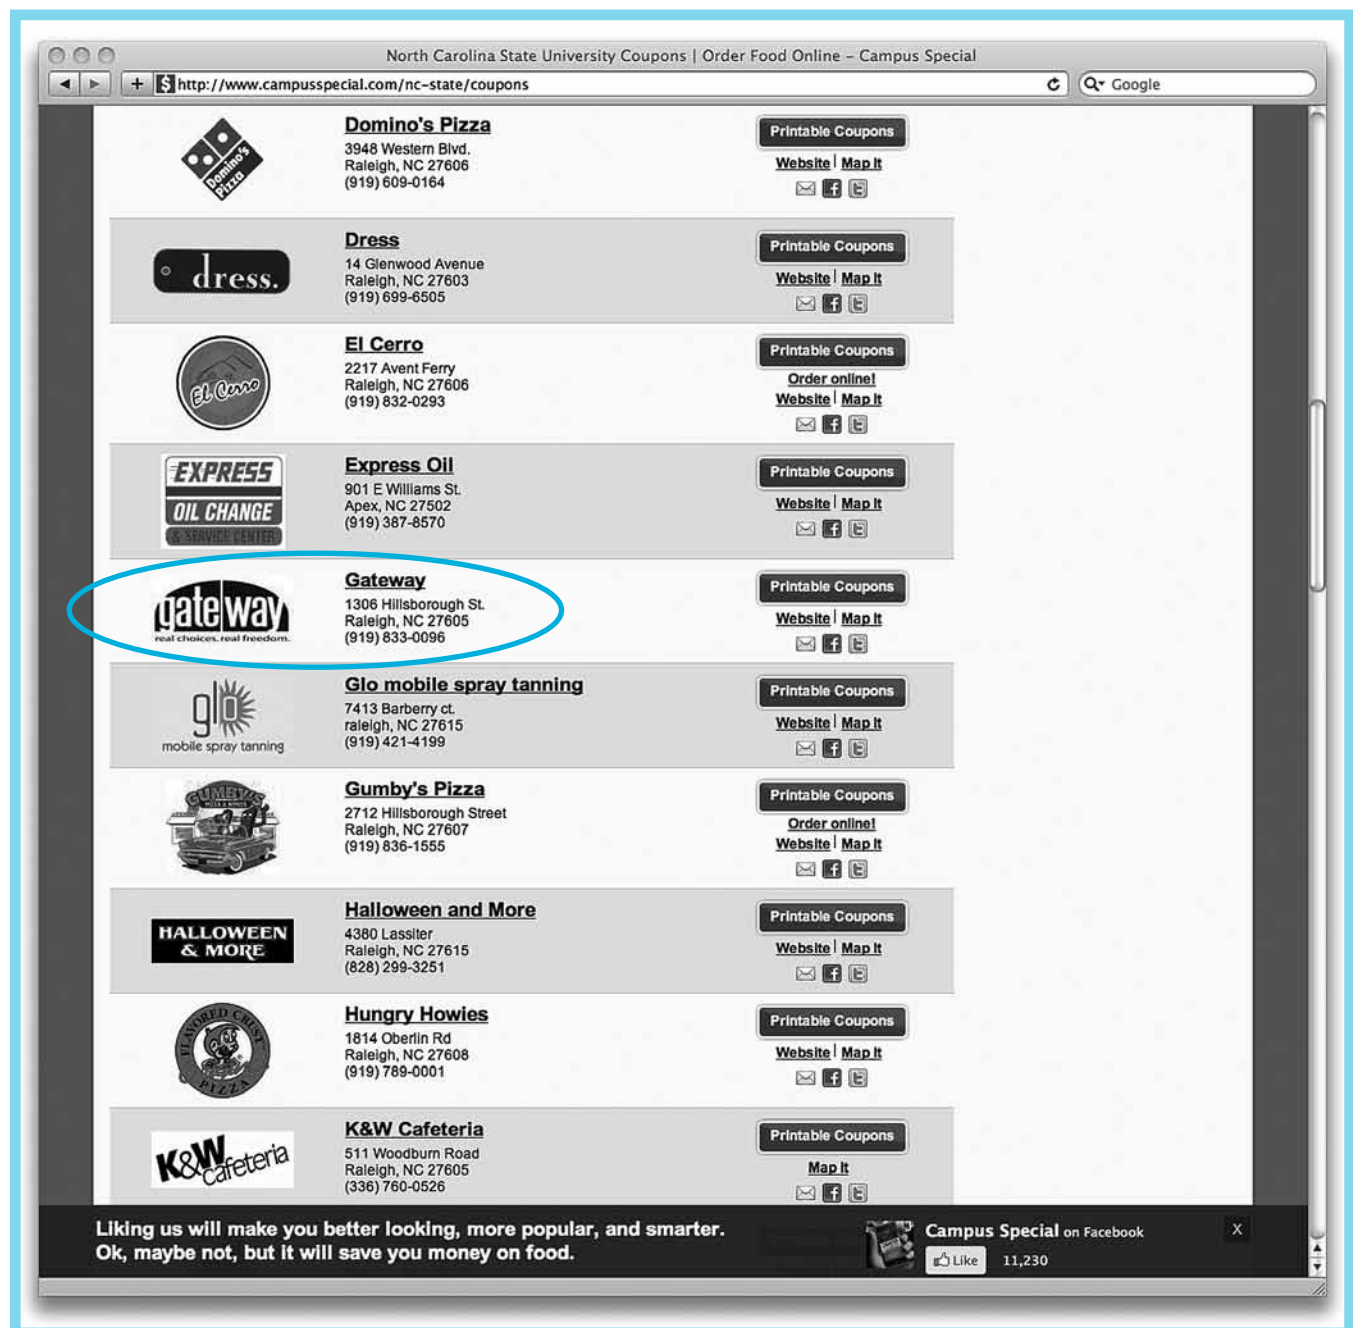 North Carolina State University Coupons | Order Food Online – Campus Special
http://www.campusspecial.com/nc-state/coupons
Google
Domino's Pizza
Domino's Pizza
3948 Western Blvd.
Raleigh, NC 27606
(919) 609-0164
Printable Coupons
Website | Map It
dress.
Dress
14 Glenwood Avenue
Raleigh, NC 27603
(919) 699-6505
Printable Coupons
Website | Map It
El Cerro
El Cerro
2217 Avent Ferry
Raleigh, NC 27606
(919) 832-0293
Printable Coupons
Order online!
Website | Map It
EXPRESS
OIL CHANGE
& SERVICE CENTER
Express Oil
901 E Williams St.
Apex, NC 27502
(919) 387-8570
Printable Coupons
Website | Map It
gateway
real choices. real freedom.
Gateway
1306 Hillsborough St.
Raleigh, NC 27605
(919) 833-0096
Printable Coupons
Website | Map It
glo
mobile spray tanning
Glo mobile spray tanning
7413 Barberry ct.
raleigh, NC 27615
(919) 421-4199
Printable Coupons
Website | Map It
GUMBY'S
Gumby's Pizza
2712 Hillsborough Street
Raleigh, NC 27607
(919) 836-1555
Printable Coupons
Order online!
Website | Map It
HALLOWEEN
& MORE
Halloween and More
4380 Lassiter
Raleigh, NC 27615
(828) 299-3251
Printable Coupons
Website | Map It
FLAVORED CRUST
PIZZA
Hungry Howies
1814 Oberlin Rd
Raleigh, NC 27608
(919) 789-0001
Printable Coupons
Website | Map It
K&W
cafeteria
K&W Cafeteria
511 Woodburn Road
Raleigh, NC 27605
(336) 760-0526
Printable Coupons
Map It
Liking us will make you better looking, more popular, and smarter.
Ok, maybe not, but it will save you money on food.
Campus Special on Facebook
Like 11,230
X